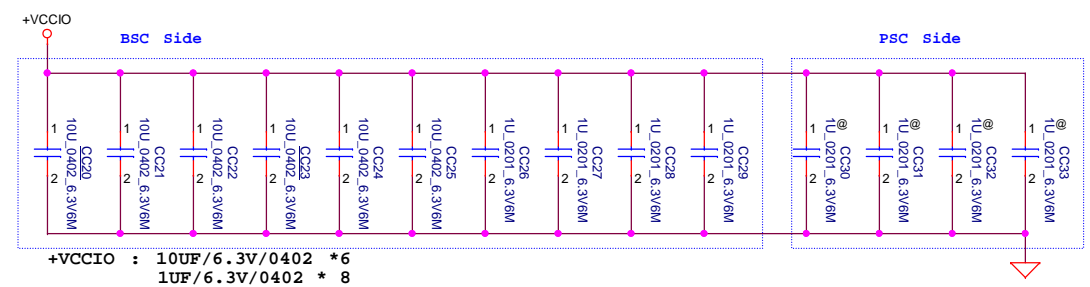 +VCCIO
BSC Side
PSC Side
1
2
10U_0402_6.3V6M
CC20
1
2
10U_0402_6.3V6M
CC21
1
2
10U_0402_6.3V6M
CC22
1
2
10U_0402_6.3V6M
CC23
1
2
10U_0402_6.3V6M
CC24
1
2
10U_0402_6.3V6M
CC25
1
2
1U_0201_6.3V6M
CC26
1
2
1U_0201_6.3V6M
CC27
1
2
1U_0201_6.3V6M
CC28
1
2
1U_0201_6.3V6M
CC29
1
2
1U_0201_6.3V6M
@
CC30
1
2
1U_0201_6.3V6M
@
CC31
1
2
1U_0201_6.3V6M
@
CC32
1
2
1U_0201_6.3V6M
@
CC33
+VCCIO : 10UF/6.3V/0402 *6
1UF/6.3V/0402 * 8